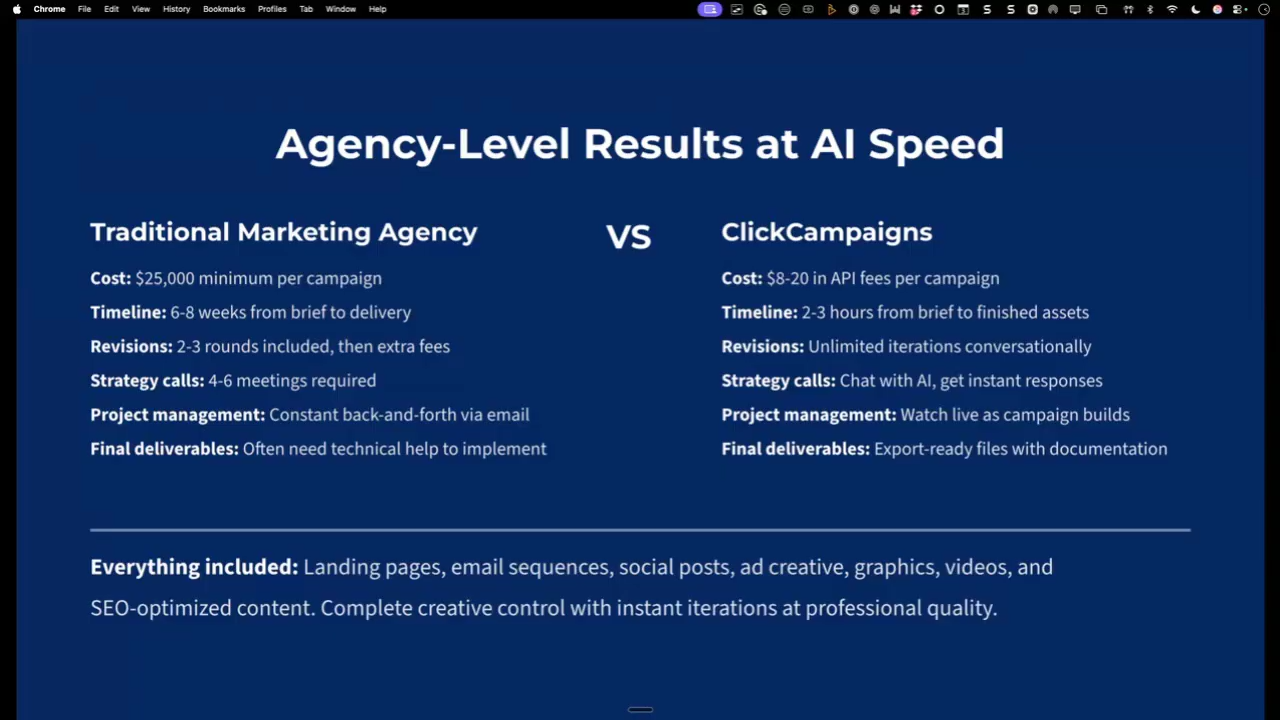 Chrome File Edit View History Bookmarks Profiles Tab Window Help
Agency-Level Results at AI Speed
Traditional Marketing Agency
Cost: $25,000 minimum per campaign
Timeline: 6-8 weeks from brief to delivery
Revisions: 2-3 rounds included, then extra fees
Strategy calls: 4-6 meetings required
Project management: Constant back-and-forth via email
Final deliverables: Often need technical help to implement
VS
ClickCampaigns
Cost: $8-20 in API fees per campaign
Timeline: 2-3 hours from brief to finished assets
Revisions: Unlimited iterations conversationally
Strategy calls: Chat with AI, get instant responses
Project management: Watch live as campaign builds
Final deliverables: Export-ready files with documentation
Everything included: Landing pages, email sequences, social posts, ad creative, graphics, videos, and
SEO-optimized content. Complete creative control with instant iterations at professional quality.